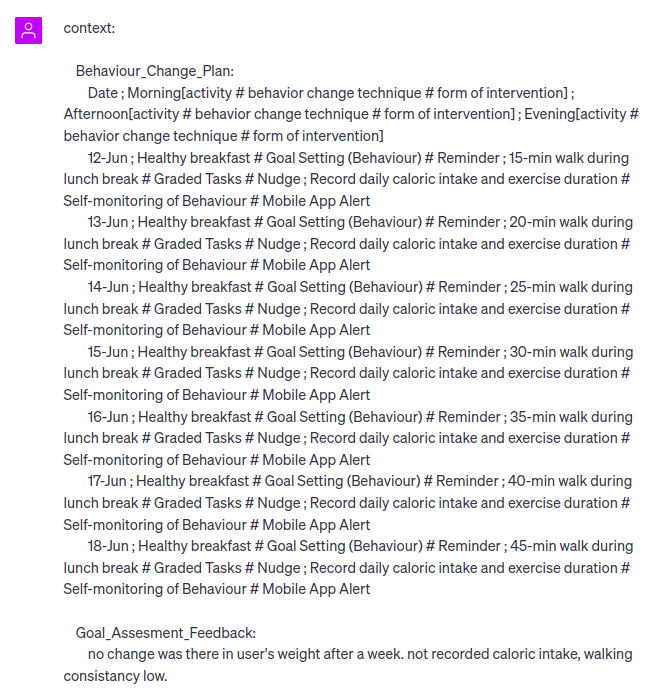 context:
Behaviour_Change_Plan:
Date ; Morning[activity # behavior change technique # form of intervention] ;
Afternoon[activity # behavior change technique # form of intervention] ; Evening[activity #
behavior change technique # form of intervention]
12-Jun ; Healthy breakfast # Goal Setting (Behaviour) # Reminder ; 15-min walk during
lunch break # Graded Tasks # Nudge ; Record daily caloric intake and exercise duration #
Self-monitoring of Behaviour # Mobile App Alert
13-Jun ; Healthy breakfast # Goal Setting (Behaviour) # Reminder ; 20-min walk during
lunch break # Graded Tasks # Nudge ; Record daily caloric intake and exercise duration #
Self-monitoring of Behaviour # Mobile App Alert
14-Jun ; Healthy breakfast # Goal Setting (Behaviour) # Reminder ; 25-min walk during
lunch break # Graded Tasks # Nudge ; Record daily caloric intake and exercise duration #
Self-monitoring of Behaviour # Mobile App Alert
15-Jun ; Healthy breakfast # Goal Setting (Behaviour) # Reminder ; 30-min walk during
lunch break # Graded Tasks # Nudge ; Record daily caloric intake and exercise duration #
Self-monitoring of Behaviour # Mobile App Alert
16-Jun ; Healthy breakfast # Goal Setting (Behaviour) # Reminder ; 35-min walk during
lunch break # Graded Tasks # Nudge ; Record daily caloric intake and exercise duration #
Self-monitoring of Behaviour # Mobile App Alert
17-Jun ; Healthy breakfast # Goal Setting (Behaviour) # Reminder ; 40-min walk during
lunch break # Graded Tasks # Nudge ; Record daily caloric intake and exercise duration #
Self-monitoring of Behaviour # Mobile App Alert
18-Jun ; Healthy breakfast # Goal Setting (Behaviour) # Reminder ; 45-min walk during
lunch break # Graded Tasks # Nudge ; Record daily caloric intake and exercise duration #
Self-monitoring of Behaviour # Mobile App Alert
Goal_Assesment_Feedback:
no change was there in user's weight after a week. not recorded caloric intake, walking
consistancy low.